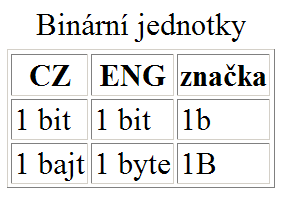 Binární jednotky
CZ ENG značka
1 bit 1 bit 1b
1 bajt 1 byte 1B